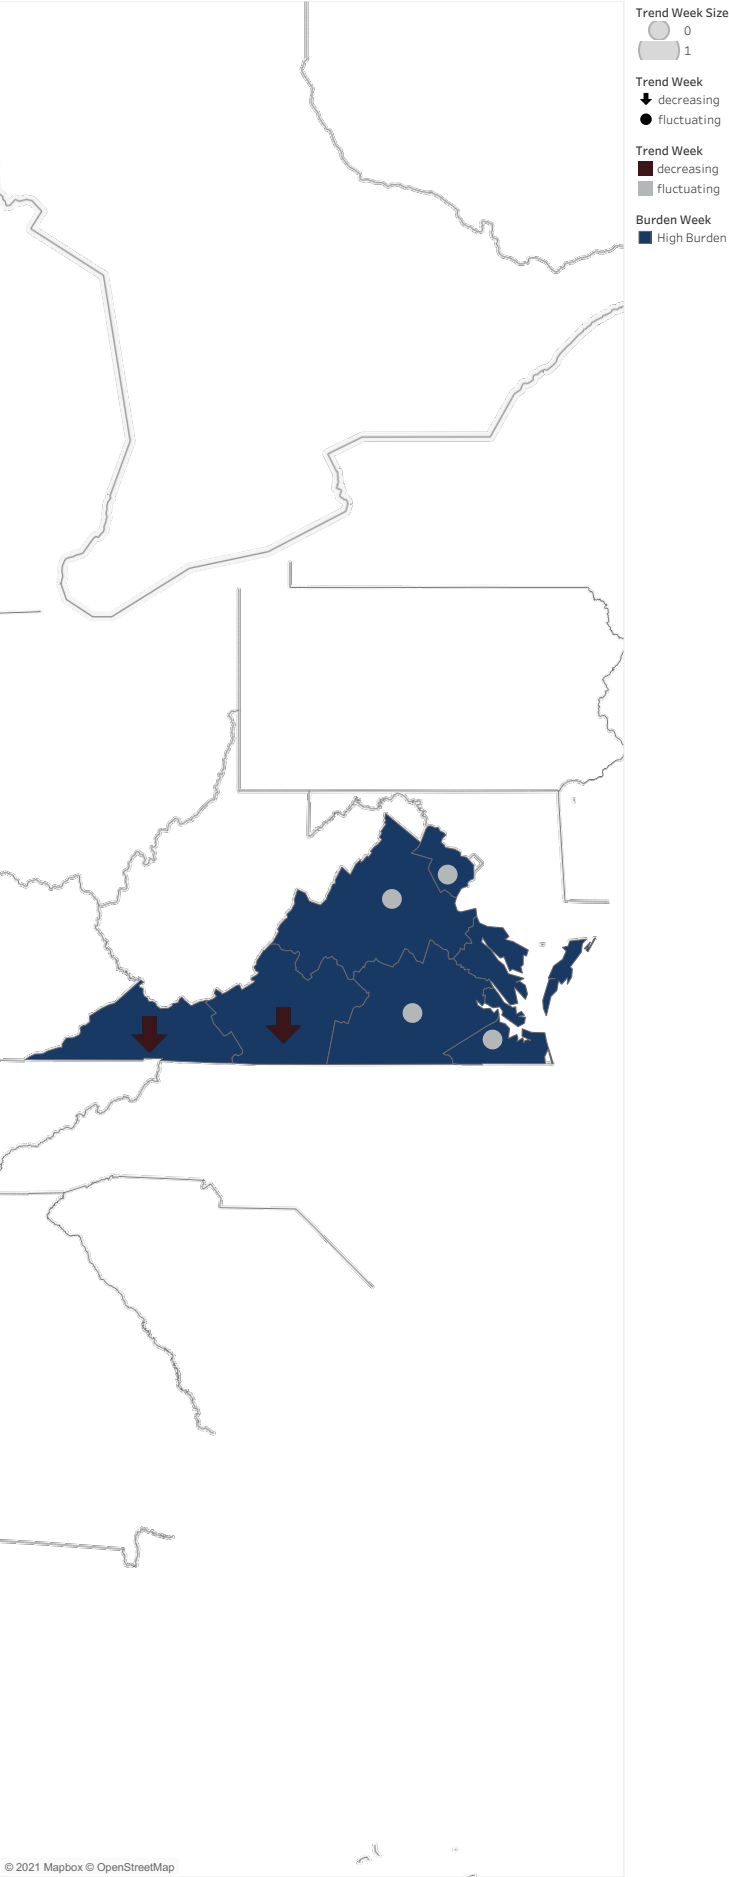 Trend Week Size
0
1
Trend Week
decreasing
fluctuating
Trend Week
decreasing
fluctuating
Burden Week
High Burden
© 2021 Mapbox © OpenStreetMap